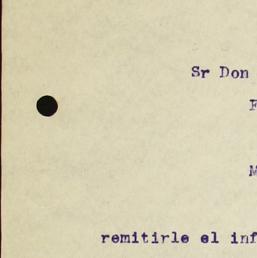 Sr Don
remitirle el inf